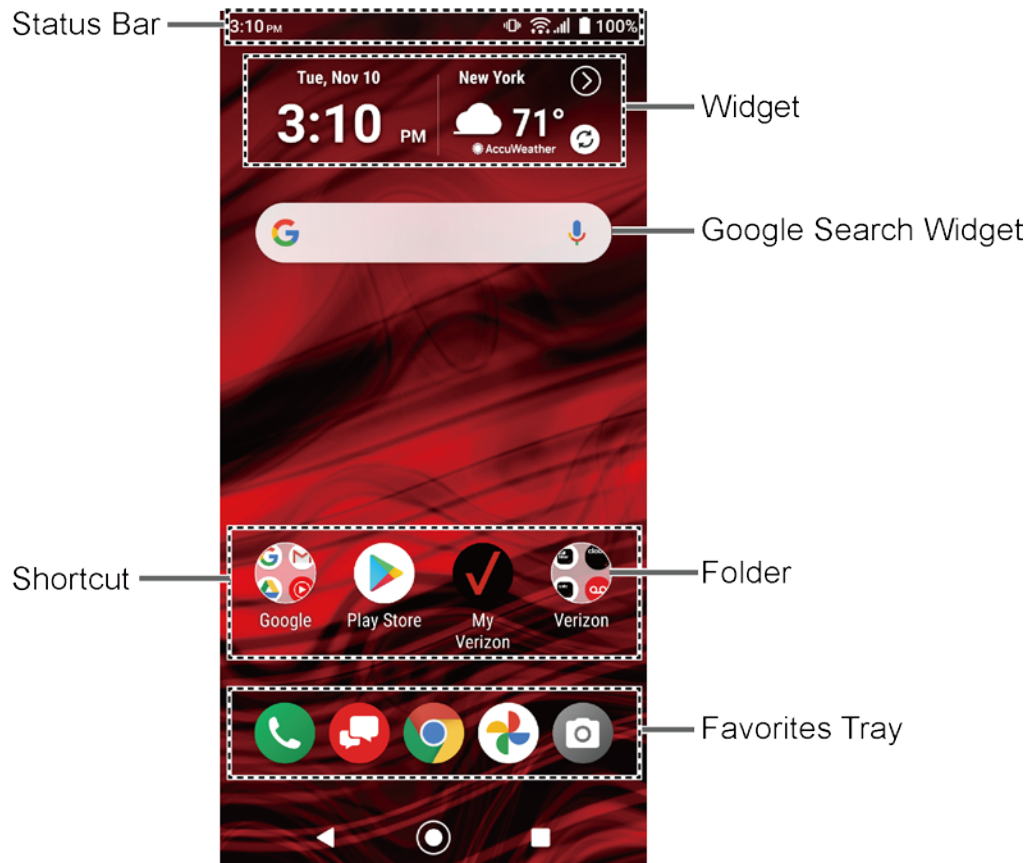 Status Bar
3:10 PM
100%
Tue, Nov 10
New York
3:10 PM
71°
AccuWeather
Widget
G
Google Search Widget
Shortcut
Folder
Google
Play Store
My
Verizon
Verizon
Favorites Tray